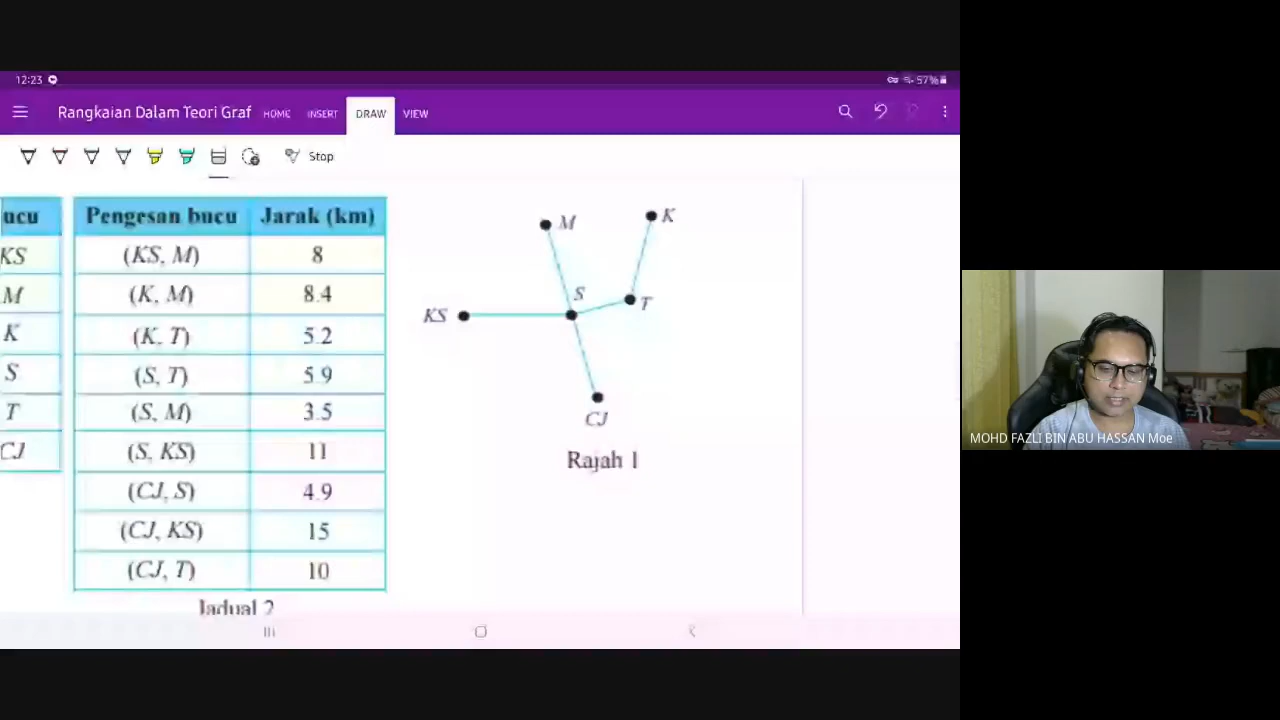 12:23
57%
Rangkaian Dalam Teori Graf
HOME
INSERT
DRAW
VIEW
Stop
ucu
KS
M
K
S
T
CJ
Pengesan bucu Jarak (km)
(KS, M) 8
(K, M) 8.4
(K, T) 5.2
(S, T) 5.9
(S, M) 3.5
(S, KS) 11
(CJ, S) 4.9
(CJ, KS) 15
(CJ, T) 10
Jadual 2
M
K
S
T
KS
CJ
Rajah 1
MOHD FAZLI BIN ABU HASSAN Moe